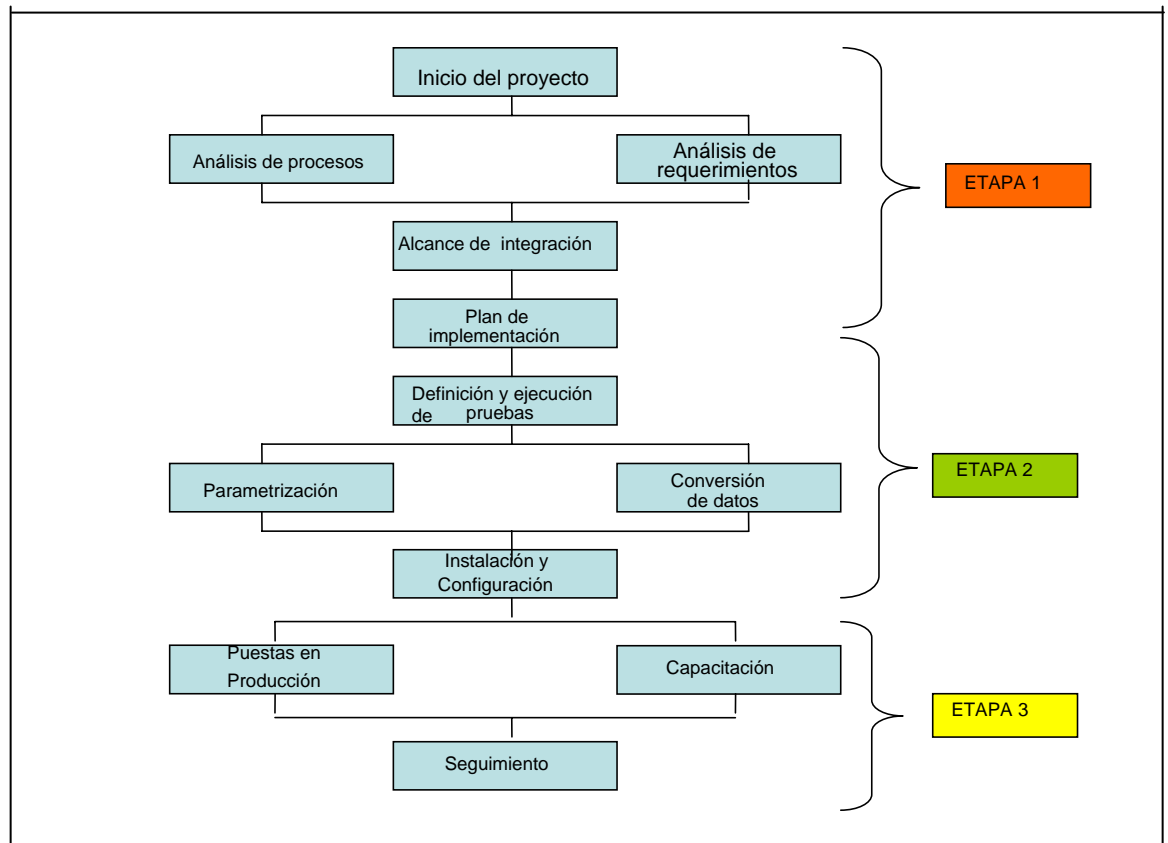 Inicio del proyecto
Análisis de procesos
Análisis de
requerimientos
ETAPA 1
Alcance de integración
Plan de
implementación
Definición y ejecución
de pruebas
Parametrización
Conversión
de datos
ETAPA 2
Instalación y
Configuración
Puestas en
Producción
Capacitación
ETAPA 3
Seguimiento